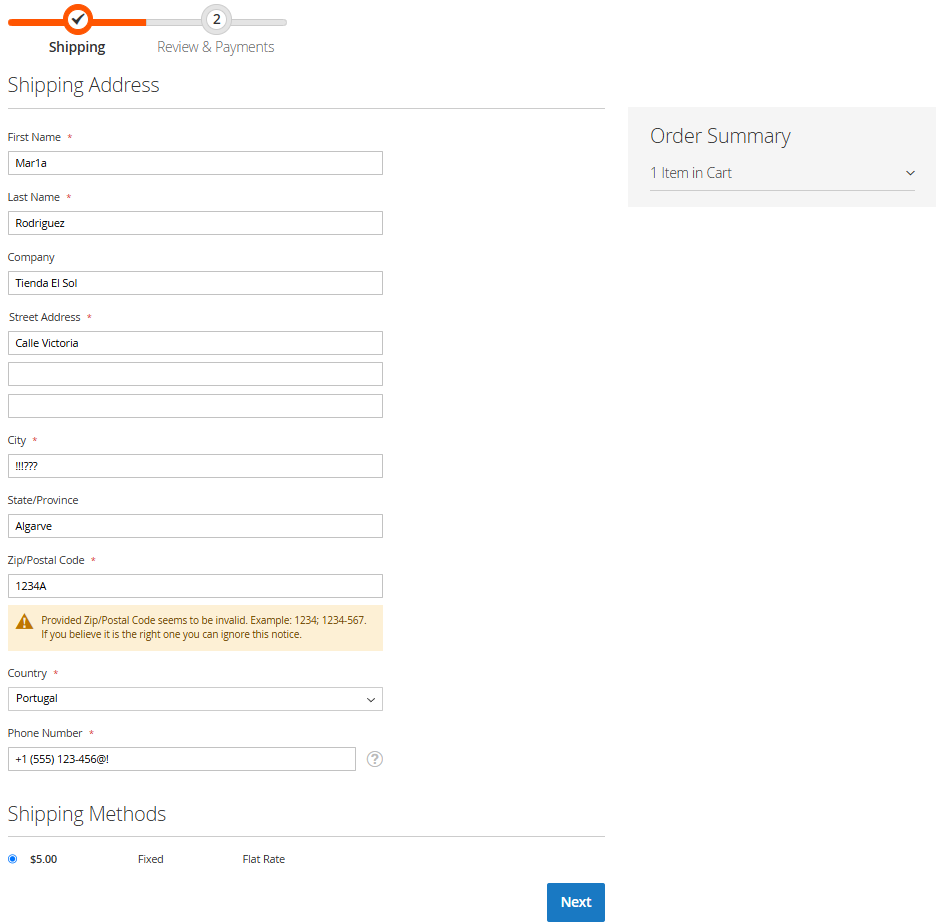 2
Shipping
Review & Payments
Shipping Address
First Name *
Mar1a
Last Name *
Rodriguez
Company
Tienda El Sol
Street Address *
Calle Victoria
City *
!!!???
State/Province
Algarve
Zip/Postal Code *
1234A
Provided Zip/Postal Code seems to be invalid. Example: 1234; 1234-567.
If you believe it is the right one you can ignore this notice.
Country *
Portugal
Phone Number *
+1 (555) 123-456@!
?
Shipping Methods
$5.00 Fixed Flat Rate
Next
Order Summary
1 Item in Cart